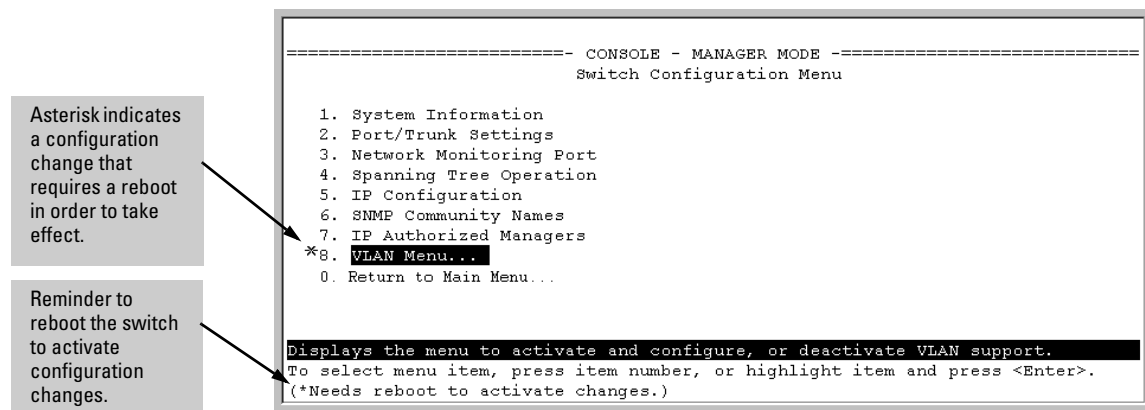 ==========================- CONSOLE - MANAGER MODE -============================
Switch Configuration Menu
1. System Information
2. Port/Trunk Settings
3. Network Monitoring Port
4. Spanning Tree Operation
5. IP Configuration
6. SNMP Community Names
7. IP Authorized Managers
*8. VLAN Menu...
0. Return to Main Menu...
Displays the menu to activate and configure, or deactivate VLAN support.
To select menu item, press item number, or highlight item and press <Enter>.
(*Needs reboot to activate changes.)
Asterisk indicates
a configuration
change that
requires a reboot
in order to take
effect.
Reminder to
reboot the switch
to activate
configuration
changes.